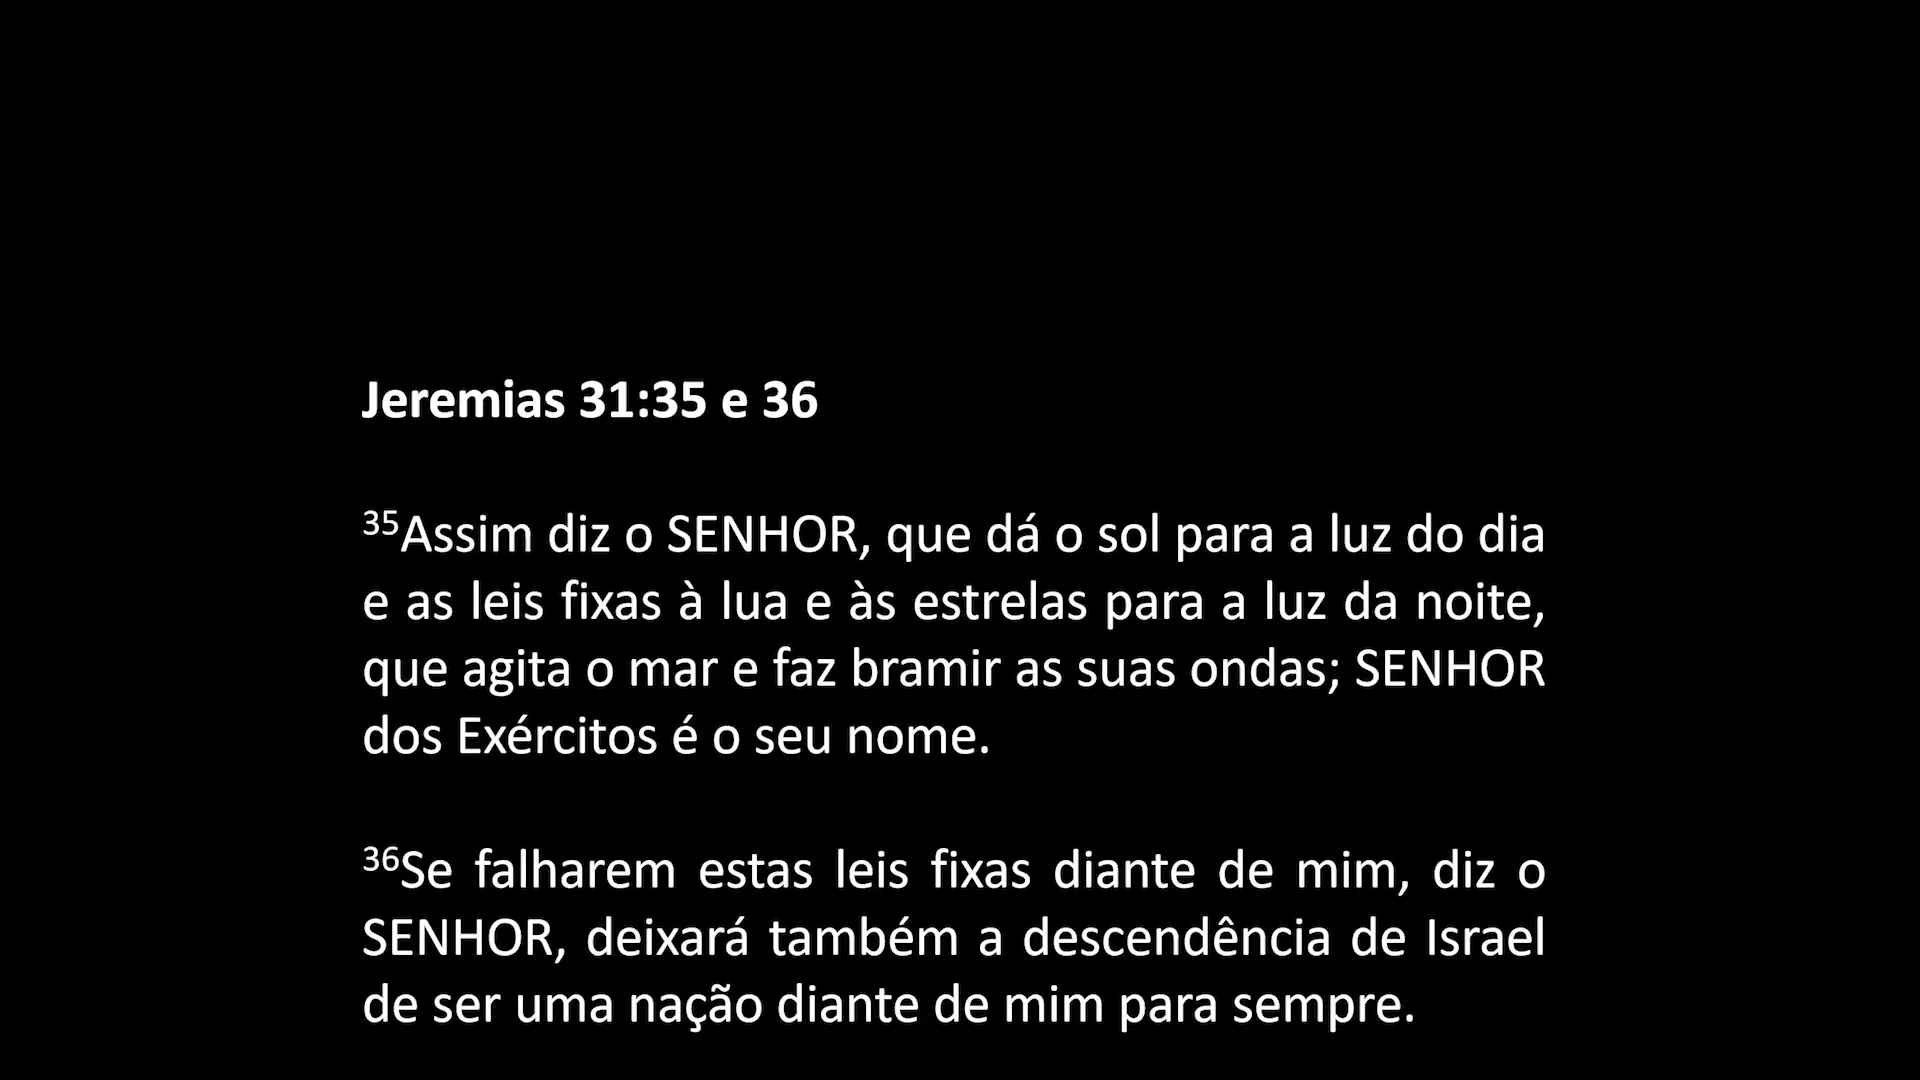 Jeremias 31:35 e 36
³⁵Assim diz o SENHOR, que dá o sol para a luz do dia
e as leis fixas à lua e às estrelas para a luz da noite,
que agita o mar e faz bramir as suas ondas; SENHOR
dos Exércitos é o seu nome.
³⁶Se falharem estas leis fixas diante de mim, diz o
SENHOR, deixará também a descendência de Israel
de ser uma nação diante de mim para sempre.